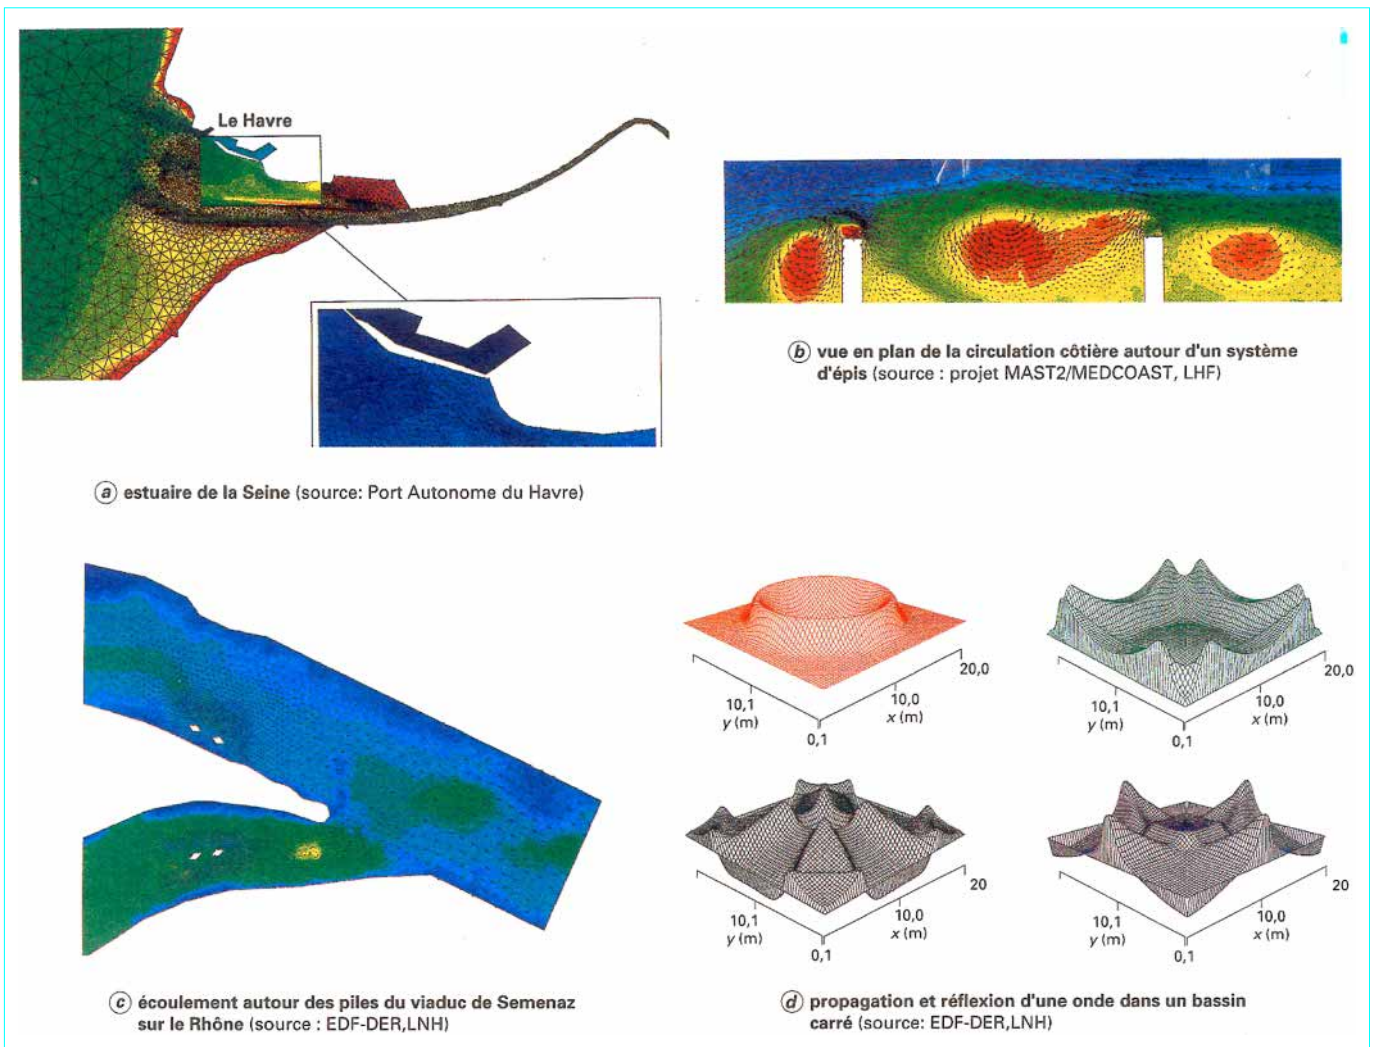 Le Havre
ⓐ estuaire de la Seine (source: Port Autonome du Havre)
ⓑ vue en plan de la circulation côtière autour d'un système
d'épis (source : projet MAST2/MEDCOAST, LHF)
ⓒ écoulement autour des piles du viaduc de Semenaz
sur le Rhône (source : EDF-DER,LNH)
20,0
10,1
10,0
y (m)
x (m)
0,1
20,0
10,1
10,0
y (m)
x (m)
0,1
20
10,1
10,0
y (m)
x (m)
0,1
20
10,1
10,0
y (m)
x (m)
0,1
ⓓ propagation et réflexion d'une onde dans un bassin
carré (source: EDF-DER,LNH)